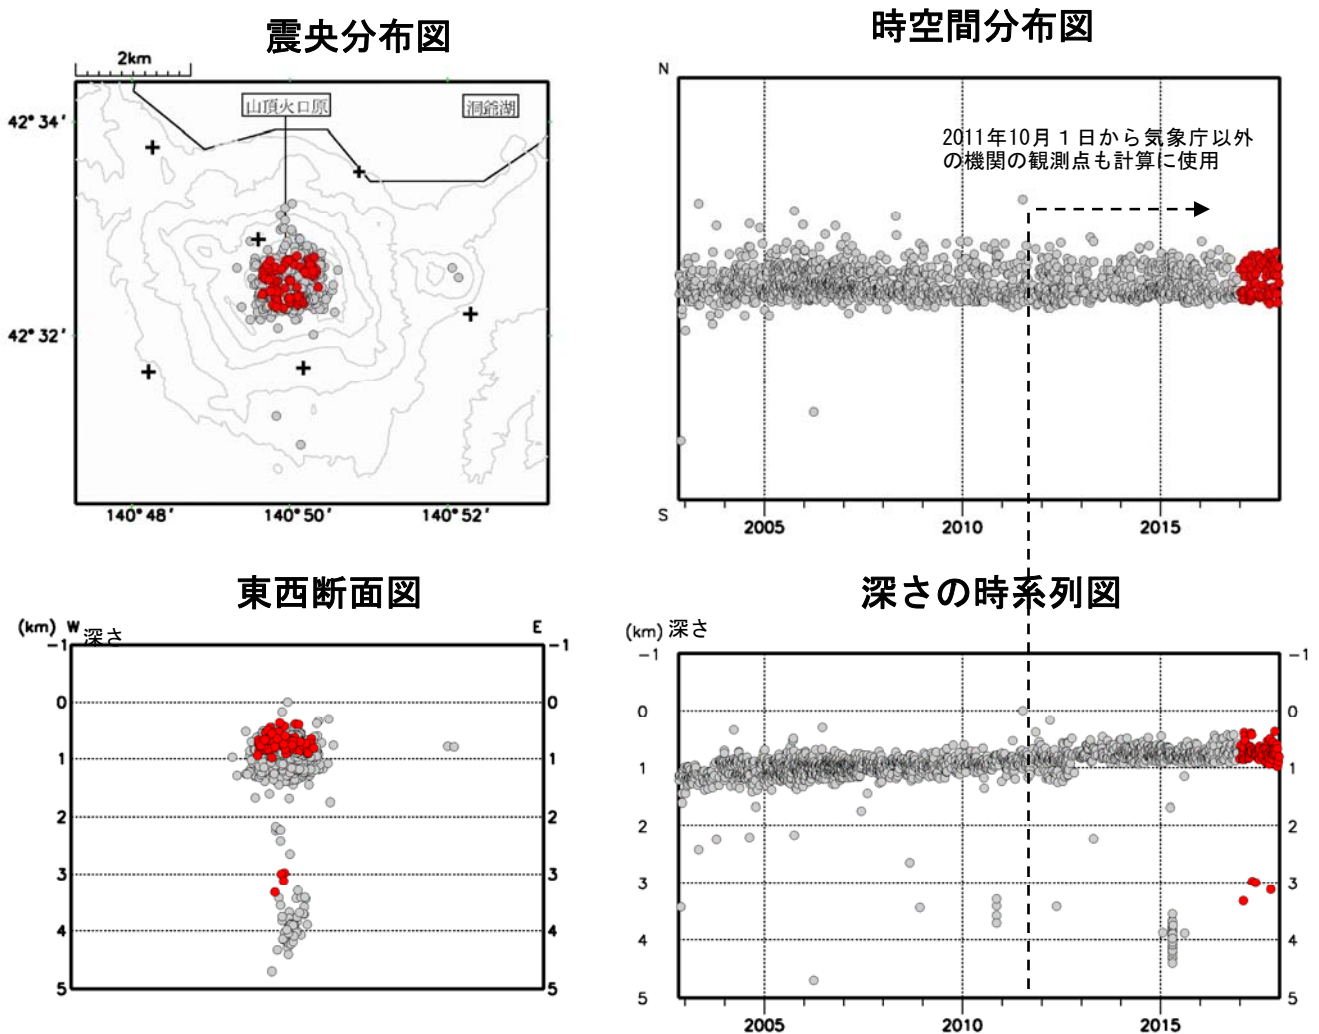 震央分布図
2km
山頂火口原
洞爺湖
42°34′
42°32′
140°48′
140°50′
140°52′
時空間分布図
N
2011年10月１日から気象庁以外
の機関の観測点も計算に使用
S
2005
2010
2015
東西断面図
(km) W 深さ E
-1 -1
0 0
1 1
2 2
3 3
4 4
5 5
深さの時系列図
(km) 深さ
-1 -1
0 0
1 1
2 2
3 3
4 4
5 5
2005
2010
2015